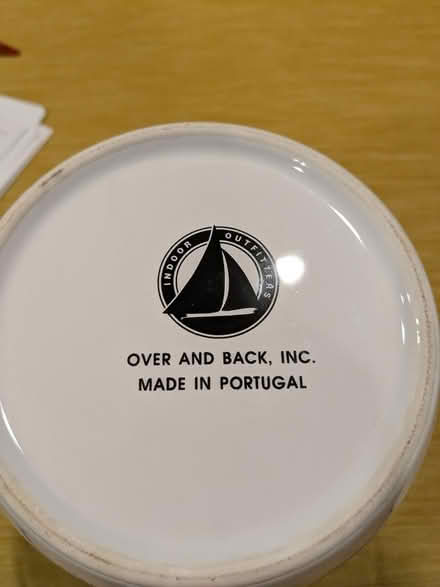 INDOOR OUTFITTERS
OVER AND BACK, INC.
MADE IN PORTUGAL